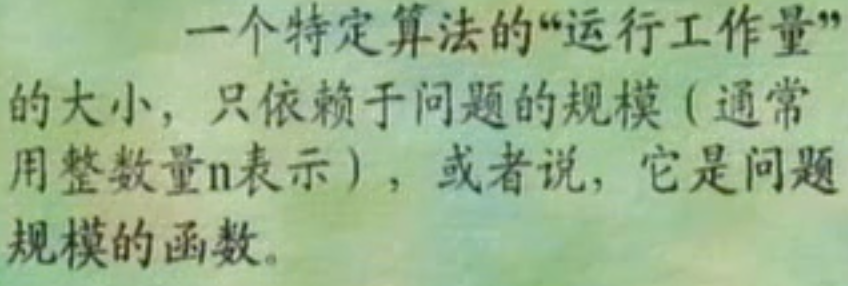 一个特定算法的“运行工作量”
的大小，只依赖于问题的规模（通常
用整数量n表示），或者说，它是问题
规模的函数。